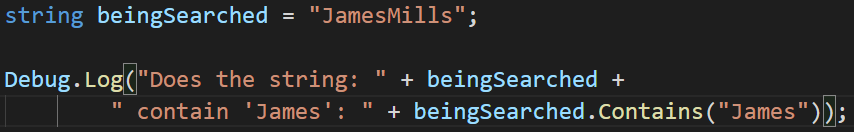 string beingSearched = "JamesMills";
Debug.Log("Does the string: " + beingSearched +
" contain 'James': " + beingSearched.Contains("James"));